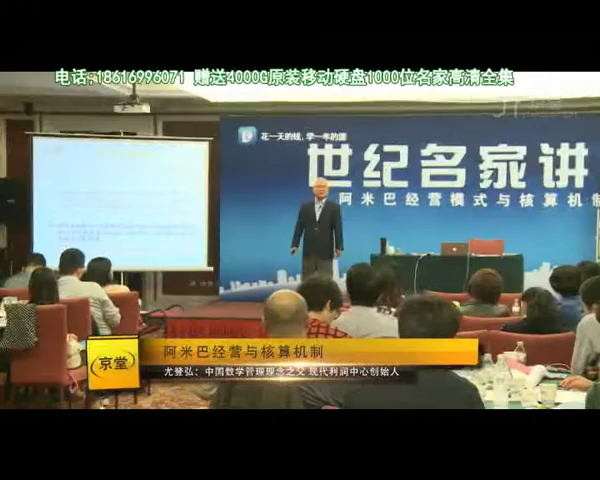 电话:18616996071 赠送4000G原装移动硬盘1000位名家高清全集
花一天的钱，学一年的课
世纪名家讲
阿米巴经营模式与核算机制
京堂
阿米巴经营与核算机制
尤登弘：中国数学管理理念之父 现代利润中心创始人